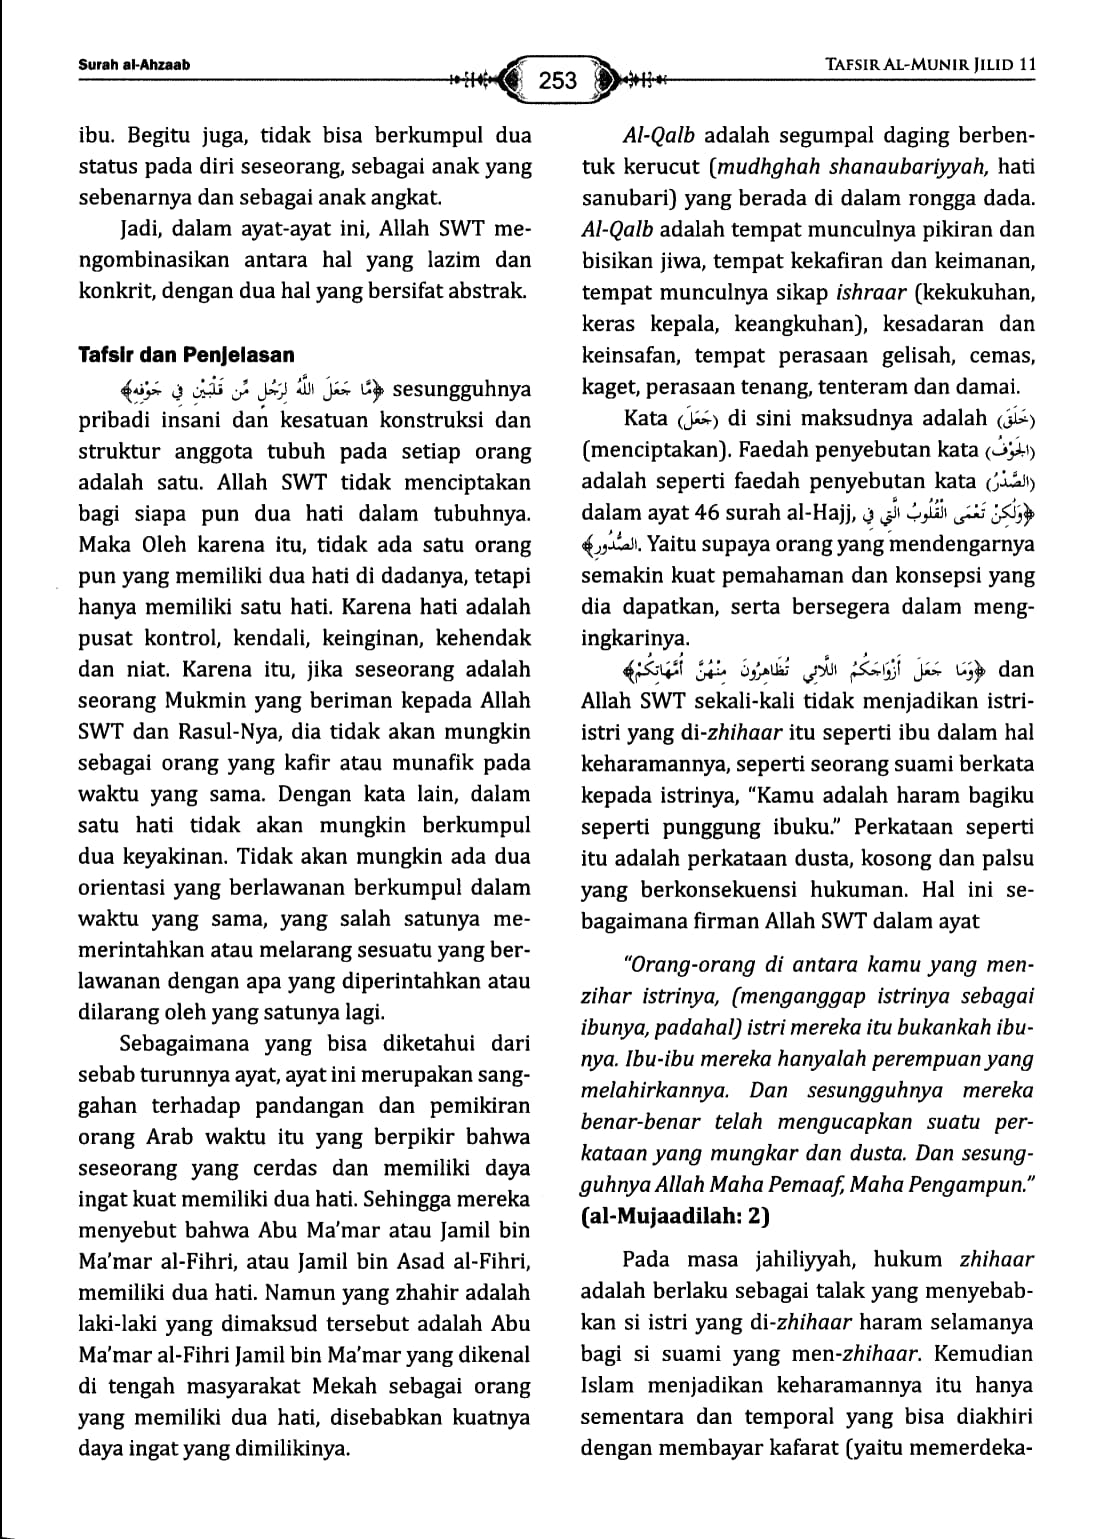 Surah al-Ahzaab
253
TAFSIR AL-MUNIR JILID 11
ibu. Begitu juga, tidak bisa berkumpul dua
status pada diri seseorang, sebagai anak yang
sebenarnya dan sebagai anak angkat.
Jadi, dalam ayat-ayat ini, Allah SWT me-
ngombinasikan antara hal yang lazim dan
konkrit, dengan dua hal yang bersifat abstrak.
Tafsir dan Penjelasan
﴿مَّا جَعَلَ اللَّهُ لِرَجُلٍ مِّن قَلْبَيْنِ فِي جَوْفِهِ﴾ sesungguhnya
pribadi insani dan kesatuan konstruksi dan
struktur anggota tubuh pada setiap orang
adalah satu. Allah SWT tidak menciptakan
bagi siapa pun dua hati dalam tubuhnya.
Maka Oleh karena itu, tidak ada satu orang
pun yang memiliki dua hati di dadanya, tetapi
hanya memiliki satu hati. Karena hati adalah
pusat kontrol, kendali, keinginan, kehendak
dan niat. Karena itu, jika seseorang adalah
seorang Mukmin yang beriman kepada Allah
SWT dan Rasul-Nya, dia tidak akan mungkin
sebagai orang yang kafir atau munafik pada
waktu yang sama. Dengan kata lain, dalam
satu hati tidak akan mungkin berkumpul
dua keyakinan. Tidak akan mungkin ada dua
orientasi yang berlawanan berkumpul dalam
waktu yang sama, yang salah satunya me-
merintahkan atau melarang sesuatu yang ber-
lawanan dengan apa yang diperintahkan atau
dilarang oleh yang satunya lagi.
Sebagaimana yang bisa diketahui dari
sebab turunnya ayat, ayat ini merupakan sang-
gahan terhadap pandangan dan pemikiran
orang Arab waktu itu yang berpikir bahwa
seseorang yang cerdas dan memiliki daya
ingat kuat memiliki dua hati. Sehingga mereka
menyebut bahwa Abu Ma'mar atau Jamil bin
Ma'mar al-Fihri, atau Jamil bin Asad al-Fihri,
memiliki dua hati. Namun yang zhahir adalah
laki-laki yang dimaksud tersebut adalah Abu
Ma'mar al-Fihri Jamil bin Ma'mar yang dikenal
di tengah masyarakat Mekah sebagai orang
yang memiliki dua hati, disebabkan kuatnya
daya ingat yang dimilikinya.
Al-Qalb adalah segumpal daging berben-
tuk kerucut (mudhghah shanaubariyyah, hati
sanubari) yang berada di dalam rongga dada.
Al-Qalb adalah tempat munculnya pikiran dan
bisikan jiwa, tempat kekafiran dan keimanan,
tempat munculnya sikap ishraar (kekukuhan,
keras kepala, keangkuhan), kesadaran dan
keinsafan, tempat perasaan gelisah, cemas,
kaget, perasaan tenang, tenteram dan damai.
Kata (جَعَلَ) di sini maksudnya adalah (خَلَقَ)
(menciptakan). Faedah penyebutan kata (الْجَوْفُ)
adalah seperti faedah penyebutan kata (الصَّدْرُ)
dalam ayat 46 surah al-Hajj, ﴿وَلَكِنْ تَعْمَى الْقُلُوبُ الَّتِي فِي
الصُّدُورِ﴾. Yaitu supaya orang yang mendengarnya
semakin kuat pemahaman dan konsepsi yang
dia dapatkan, serta bersegera dalam meng-
ingkarinya.
﴿وَمَا جَعَلَ أَزْوَاجَكُمُ اللَّائِي تُظَاهِرُونَ مِنْهُنَّ أُمَّهَاتِكُمْ﴾ dan
Allah SWT sekali-kali tidak menjadikan istri-
istri yang di-zhihaar itu seperti ibu dalam hal
keharamannya, seperti seorang suami berkata
kepada istrinya, "Kamu adalah haram bagiku
seperti punggung ibuku." Perkataan seperti
itu adalah perkataan dusta, kosong dan palsu
yang berkonsekuensi hukuman. Hal ini se-
bagaimana firman Allah SWT dalam ayat
"Orang-orang di antara kamu yang men-
zihar istrinya, (menganggap istrinya sebagai
ibunya, padahal) istri mereka itu bukankah ibu-
nya. Ibu-ibu mereka hanyalah perempuan yang
melahirkannya. Dan sesungguhnya mereka
benar-benar telah mengucapkan suatu per-
kataan yang mungkar dan dusta. Dan sesung-
guhnya Allah Maha Pemaaf, Maha Pengampun."
(al-Mujaadilah: 2)
Pada masa jahiliyyah, hukum zhihaar
adalah berlaku sebagai talak yang menyebab-
kan si istri yang di-zhihaar haram selamanya
bagi si suami yang men-zhihaar. Kemudian
Islam menjadikan keharamannya itu hanya
sementara dan temporal yang bisa diakhiri
dengan membayar kafarat (yaitu memerdeka-